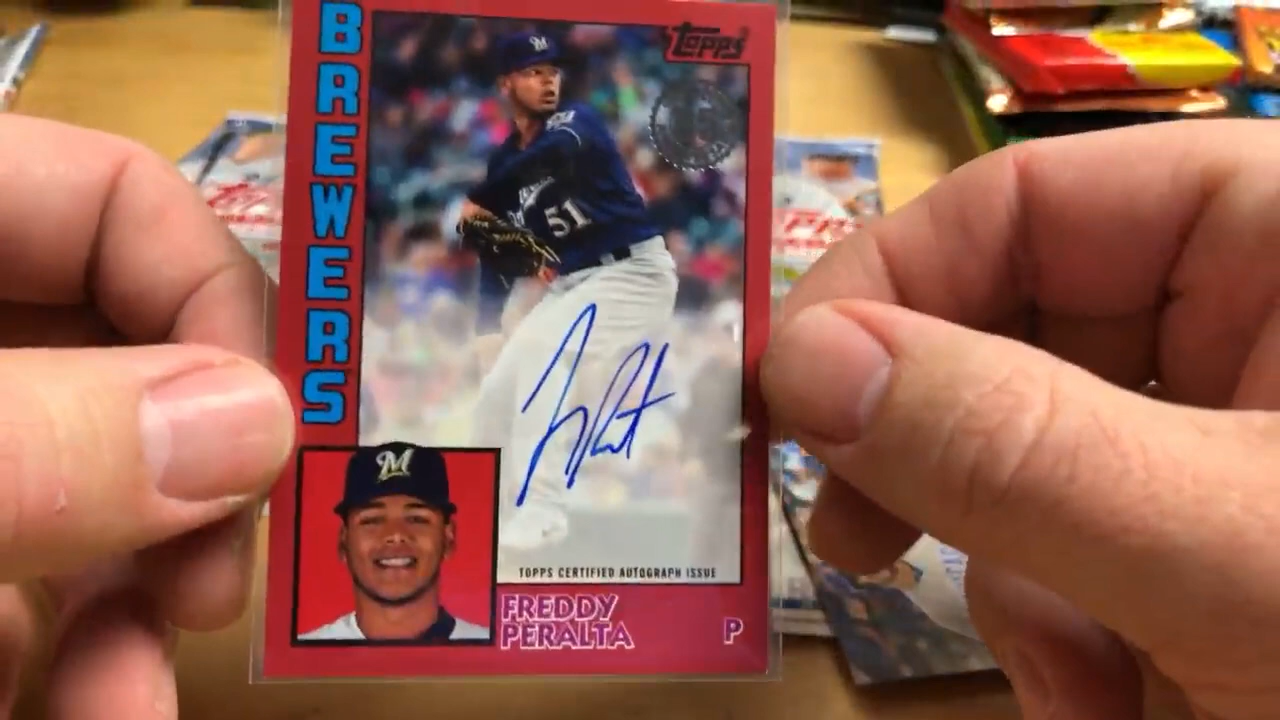 BREWERS
Topps
M
51
M
TOPPS CERTIFIED AUTOGRAPH ISSUE
FREDDY
PERALTA
P